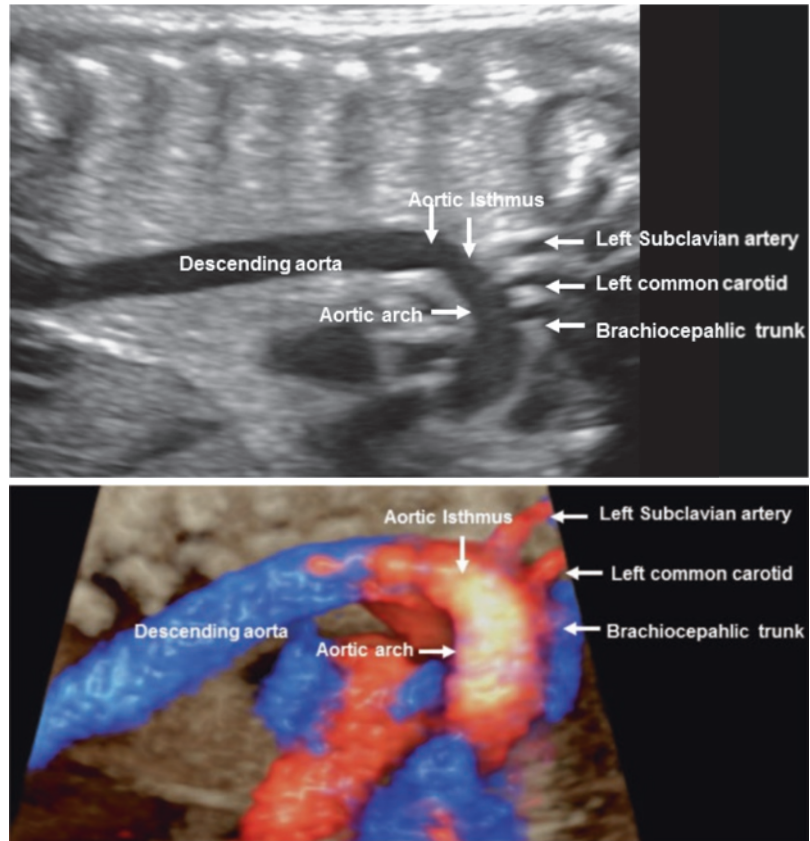 Aortic Isthmus
Left Subclavian artery
Descending aorta
Left common carotid
Aortic arch
Brachiocepahlic trunk
Aortic Isthmus
Left Subclavian artery
Left common carotid
Descending aorta
Brachiocepahlic trunk
Aortic arch